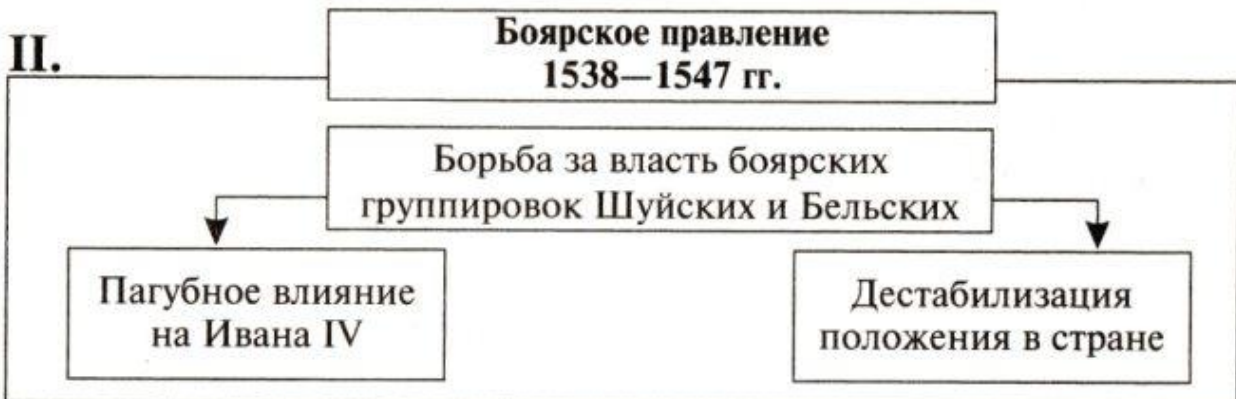 II.
Боярское правление
1538—1547 гг.
Борьба за власть боярских
группировок Шуйских и Бельских
Пагубное влияние
на Ивана IV
Дестабилизация
положения в стране